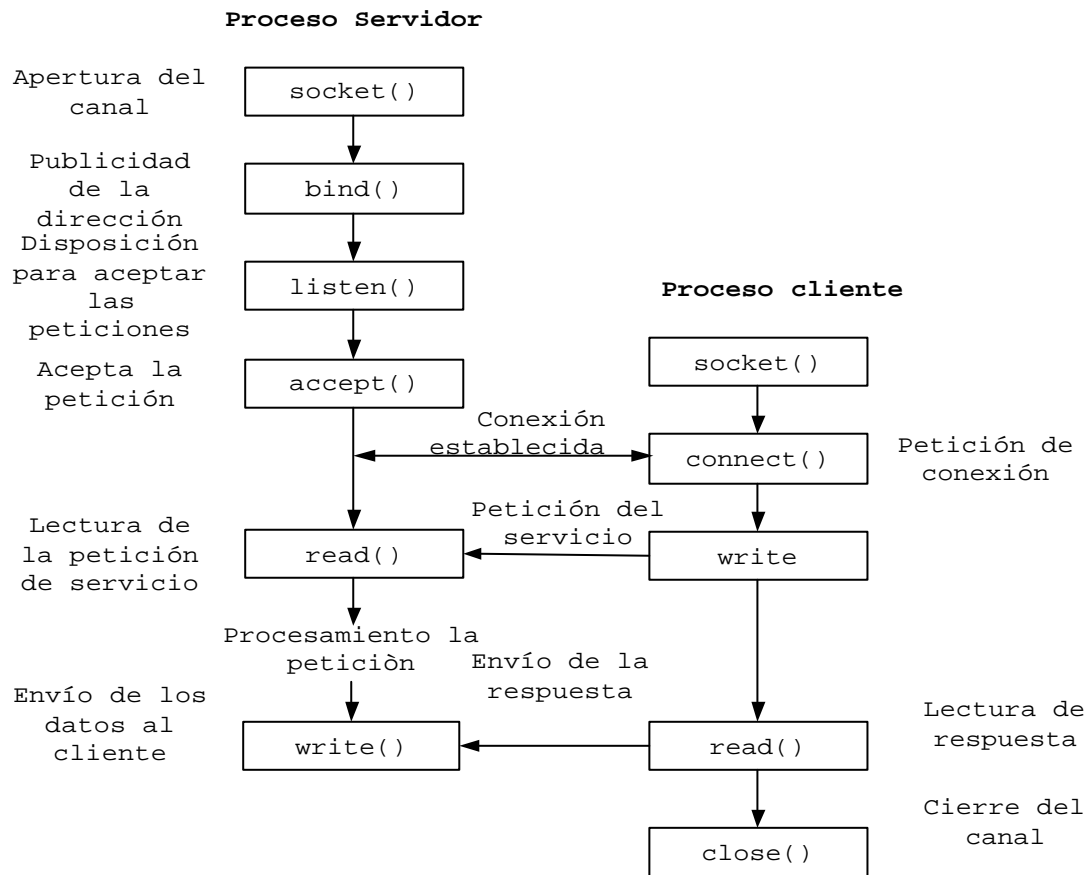 Proceso Servidor
Apertura del
canal
socket()
Publicidad
de la
dirección
bind()
Disposición
para aceptar
las
peticiones
listen()
Proceso cliente
Acepta la
petición
accept()
socket()
Conexión
establecida
connect()
Petición de
conexión
Lectura de
la petición
de servicio
read()
Petición del
servicio
write
Procesamiento la
peticiòn
Envío de la
respuesta
Envío de los
datos al
cliente
write()
read()
Lectura de
respuesta
Cierre del
canal
close()